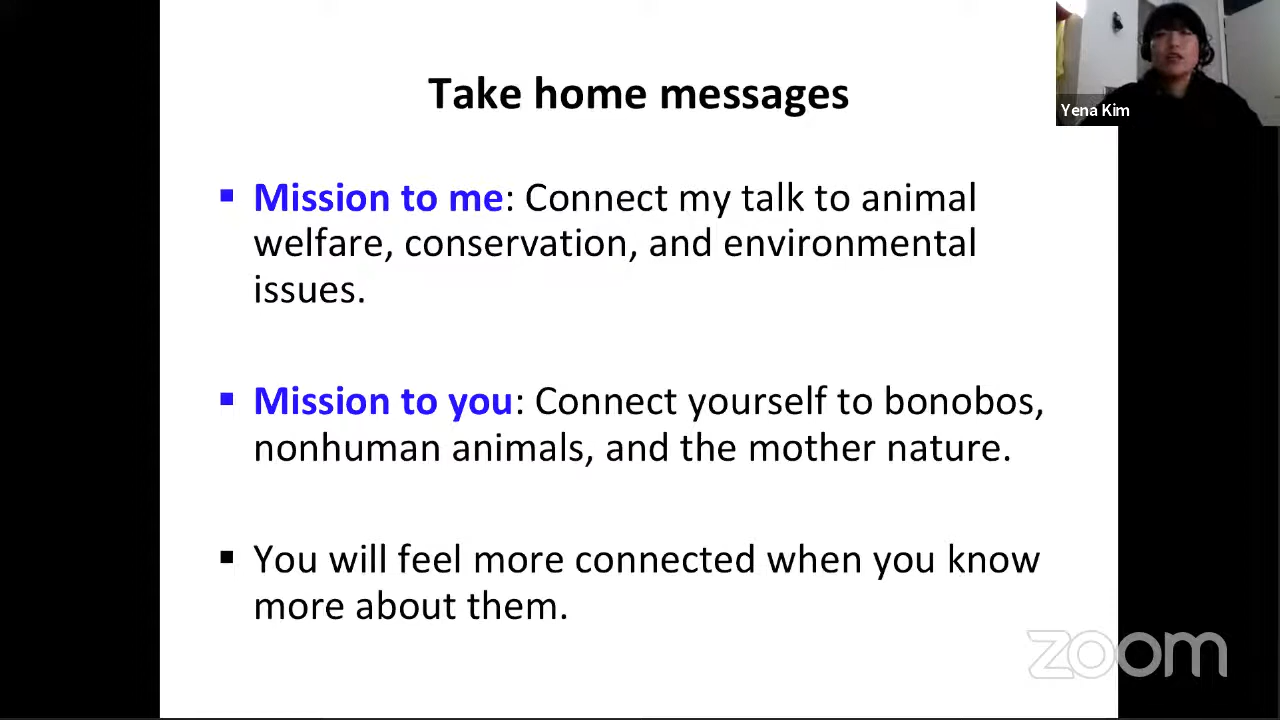 Take home messages
Yena Kim
▪ Mission to me: Connect my talk to animal
welfare, conservation, and environmental
issues.
▪ Mission to you: Connect yourself to bonobos,
nonhuman animals, and the mother nature.
▪ You will feel more connected when you know
more about them.
zoom